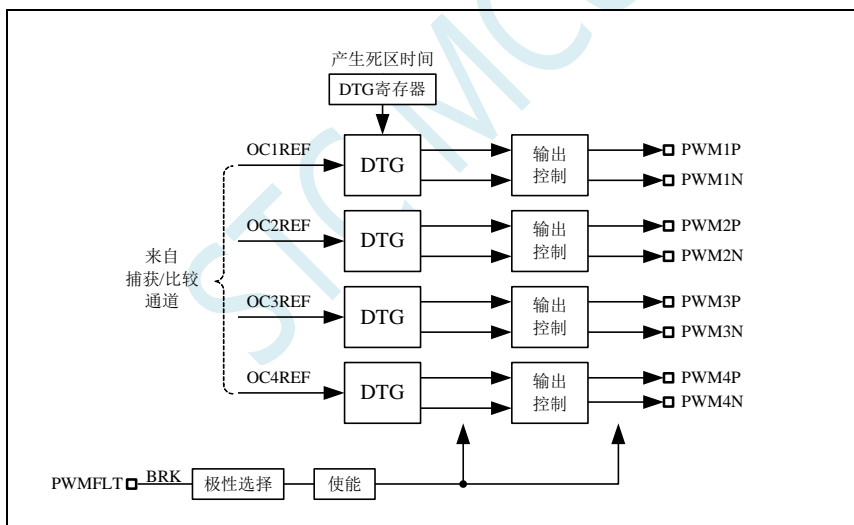 STC MCU
产生死区时间
DTG寄存器
OC1REF
DTG
输出
控制
PWM1P
PWM1N
OC2REF
DTG
输出
控制
PWM2P
PWM2N
来自
捕获/比较
通道
OC3REF
DTG
输出
控制
PWM3P
PWM3N
OC4REF
DTG
输出
控制
PWM4P
PWM4N
PWMFLT
BRK
极性选择
使能